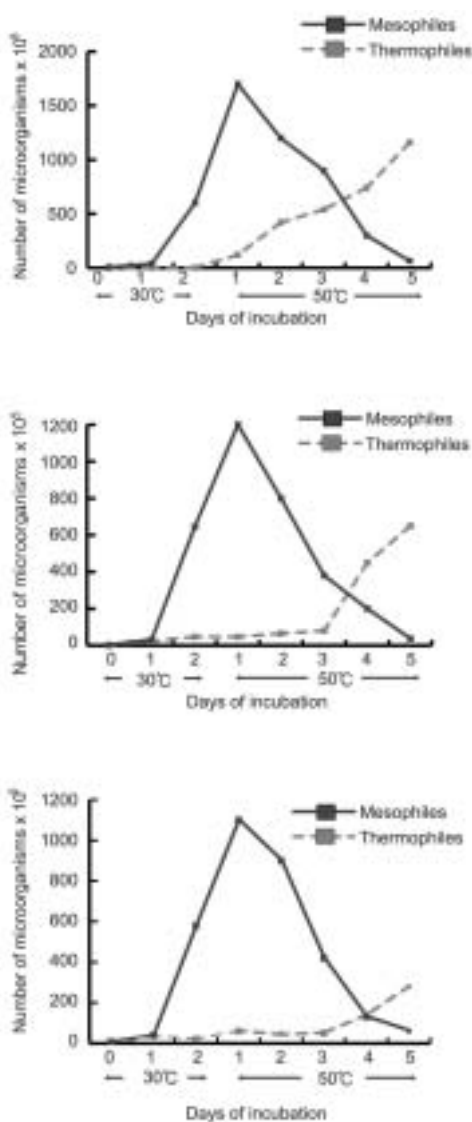 Mesophiles
Thermophiles
Number of microorganisms x 10⁶
2000
1500
1000
500
0
0 1 2 1 2 3 4 5
30℃ 50℃
Days of incubation
Mesophiles
Thermophiles
Number of microorganisms x 10⁶
1200
1000
800
600
400
200
0
0 1 2 1 2 3 4 5
30℃ 50℃
Days of incubation
Mesophiles
Thermophiles
Number of microorganisms x 10⁶
1200
1000
800
600
400
200
0
0 1 2 1 2 3 4 5
30℃ 50℃
Days of incubation